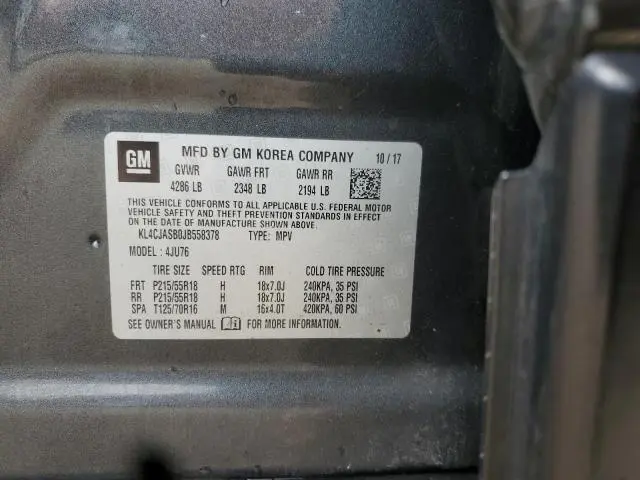 GM MFD BY GM KOREA COMPANY 10/17
GVWR GAWR FRT GAWR RR
4286 LB 2348 LB 2194 LB
THIS VEHICLE CONFORMS TO ALL APPLICABLE U.S. FEDERAL MOTOR
VEHICLE SAFETY AND THEFT PREVENTION STANDARDS IN EFFECT
ON THE DATE OF MANUFACTURE SHOWN ABOVE.
KL4CJASB0JB558378 TYPE: MPV
MODEL: 4JU76
TIRE SIZE SPEED RTG RIM COLD TIRE PRESSURE
FRT P215/55R18 H 18x7.0J 240KPA, 35 PSI
RR P215/55R18 H 18x7.0J 240KPA, 35 PSI
SPA T125/70R16 M 16x4.0T 420KPA, 60 PSI
SEE OWNER'S MANUAL FOR MORE INFORMATION.